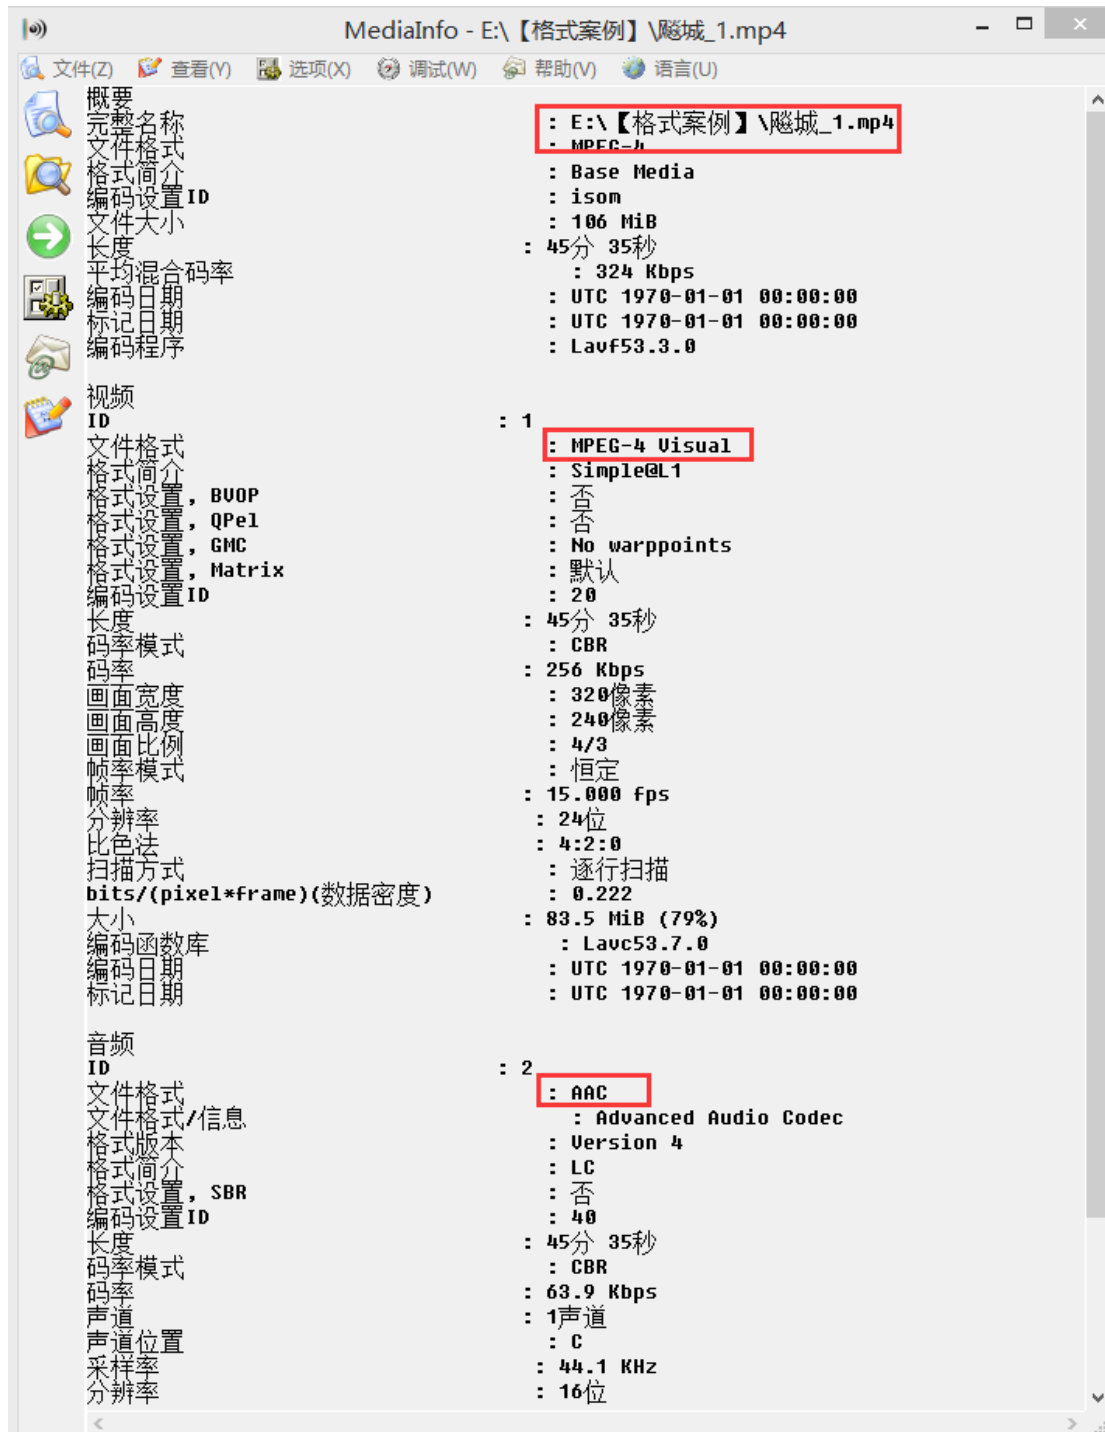 MediaInfo - E:\【格式案例】\飚城_1.mp4
文件(Z) 查看(Y) 选项(X) 调试(W) 帮助(V) 语言(U)
概要
完整名称 : E:\【格式案例】\飚城_1.mp4
文件格式 : MPEG-4
格式简介 : Base Media
编码设置ID : isom
文件大小 : 106 MiB
长度 : 45分 35秒
平均混合码率 : 324 Kbps
编码日期 : UTC 1970-01-01 00:00:00
标记日期 : UTC 1970-01-01 00:00:00
编码程序 : Lavf53.3.0
视频
ID : 1
文件格式 : MPEG-4 Visual
格式简介 : Simple@L1
格式设置, BVOP : 否
格式设置, QPel : 否
格式设置, GMC : No warppoints
格式设置, Matrix : 默认
编码设置ID : 20
长度 : 45分 35秒
码率模式 : CBR
码率 : 256 Kbps
画面宽度 : 320像素
画面高度 : 240像素
画面比例 : 4/3
帧率模式 : 恒定
帧率 : 15.000 fps
分辨率 : 24位
比色法 : 4:2:0
扫描方式 : 逐行扫描
bits/(pixel*frame)(数据密度) : 0.222
大小 : 83.5 MiB (79%)
编码函数库 : Lavc53.7.0
编码日期 : UTC 1970-01-01 00:00:00
标记日期 : UTC 1970-01-01 00:00:00
音频
ID : 2
文件格式 : AAC
文件格式/信息 : Advanced Audio Codec
格式版本 : Version 4
格式简介 : LC
格式设置, SBR : 否
编码设置ID : 40
长度 : 45分 35秒
码率模式 : CBR
码率 : 63.9 Kbps
声道 : 1声道
声道位置 : C
采样率 : 44.1 KHz
分辨率 : 16位